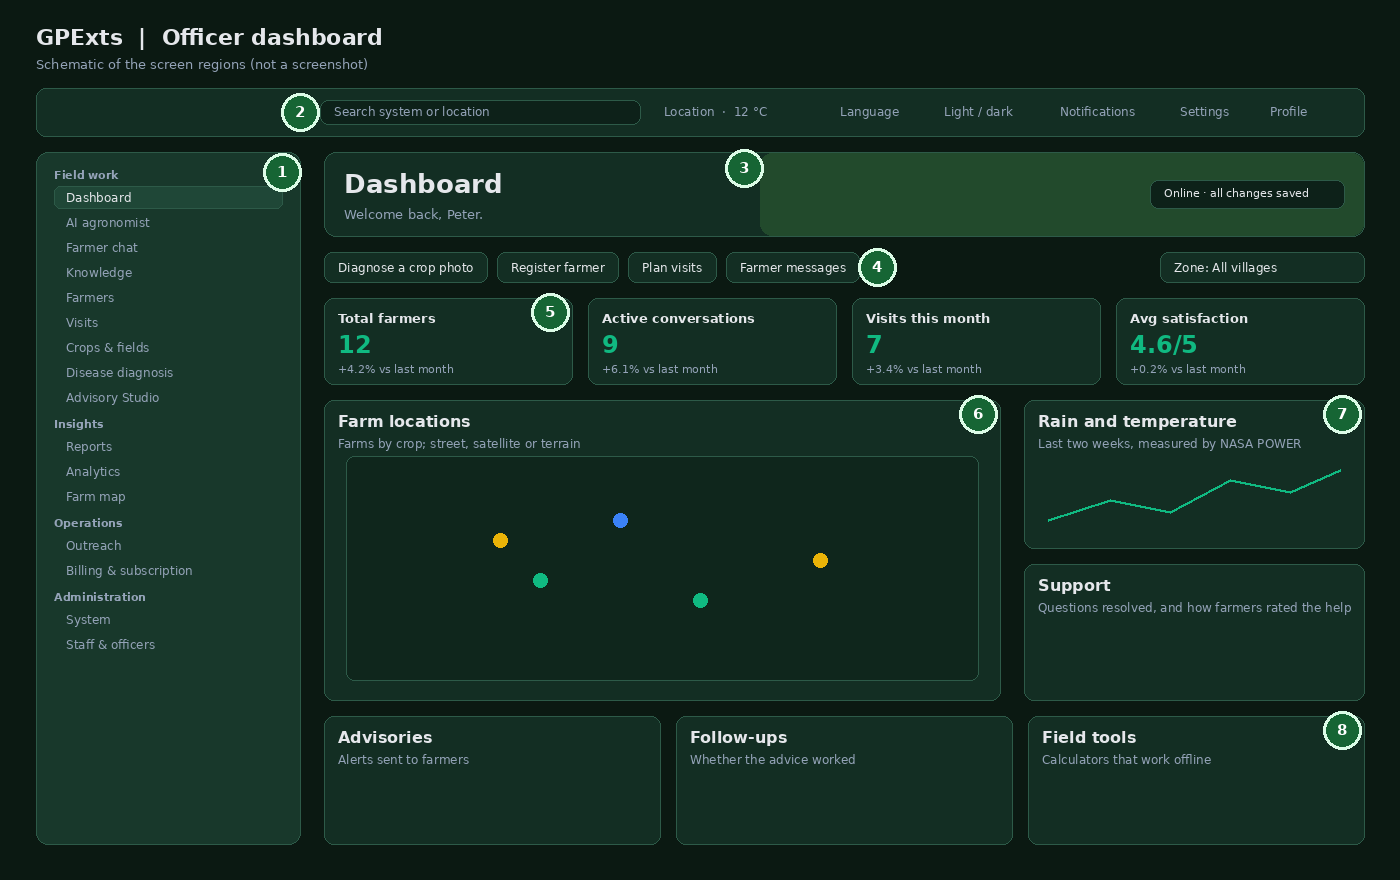 GPExts | Officer dashboard
Schematic of the screen regions (not a screenshot)
2
Search system or location
Location · 12 °C
Language
Light / dark
Notifications
Settings
Profile
1
Field work
Dashboard
AI agronomist
Farmer chat
Knowledge
Farmers
Visits
Crops & fields
Disease diagnosis
Advisory Studio
Insights
Reports
Analytics
Farm map
Operations
Outreach
Billing & subscription
Administration
System
Staff & officers
3
Dashboard
Welcome back, Peter.
Online · all changes saved
Diagnose a crop photo
Register farmer
Plan visits
Farmer messages
4
Zone: All villages
5
Total farmers
12
+4.2% vs last month
Active conversations
9
+6.1% vs last month
Visits this month
7
+3.4% vs last month
Avg satisfaction
4.6/5
+0.2% vs last month
6
Farm locations
Farms by crop; street, satellite or terrain
7
Rain and temperature
Last two weeks, measured by NASA POWER
Support
Questions resolved, and how farmers rated the help
Advisories
Alerts sent to farmers
Follow-ups
Whether the advice worked
8
Field tools
Calculators that work offline